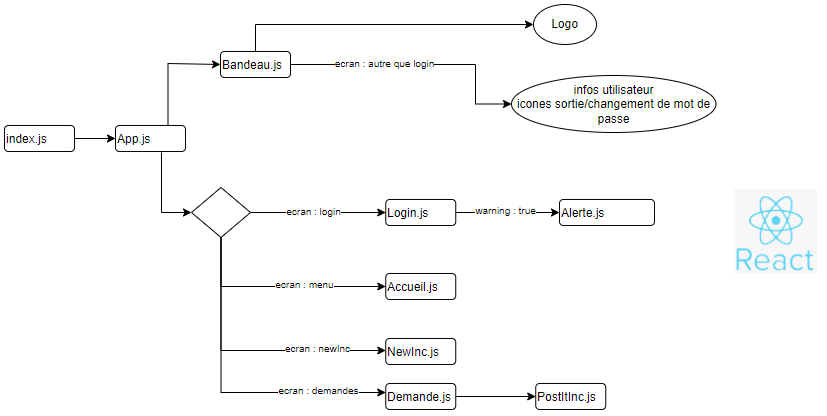 Logo
Bandeau.js
ecran : autre que login
infos utilisateur
icones sortie/changement de mot de
passe
index.js
App.js
ecran : login
Login.js
warning : true
Alerte.js
React
ecran : menu
Accueil.js
ecran : newInc
NewInc.js
ecran : demandes
Demande.js
PostItInc.js